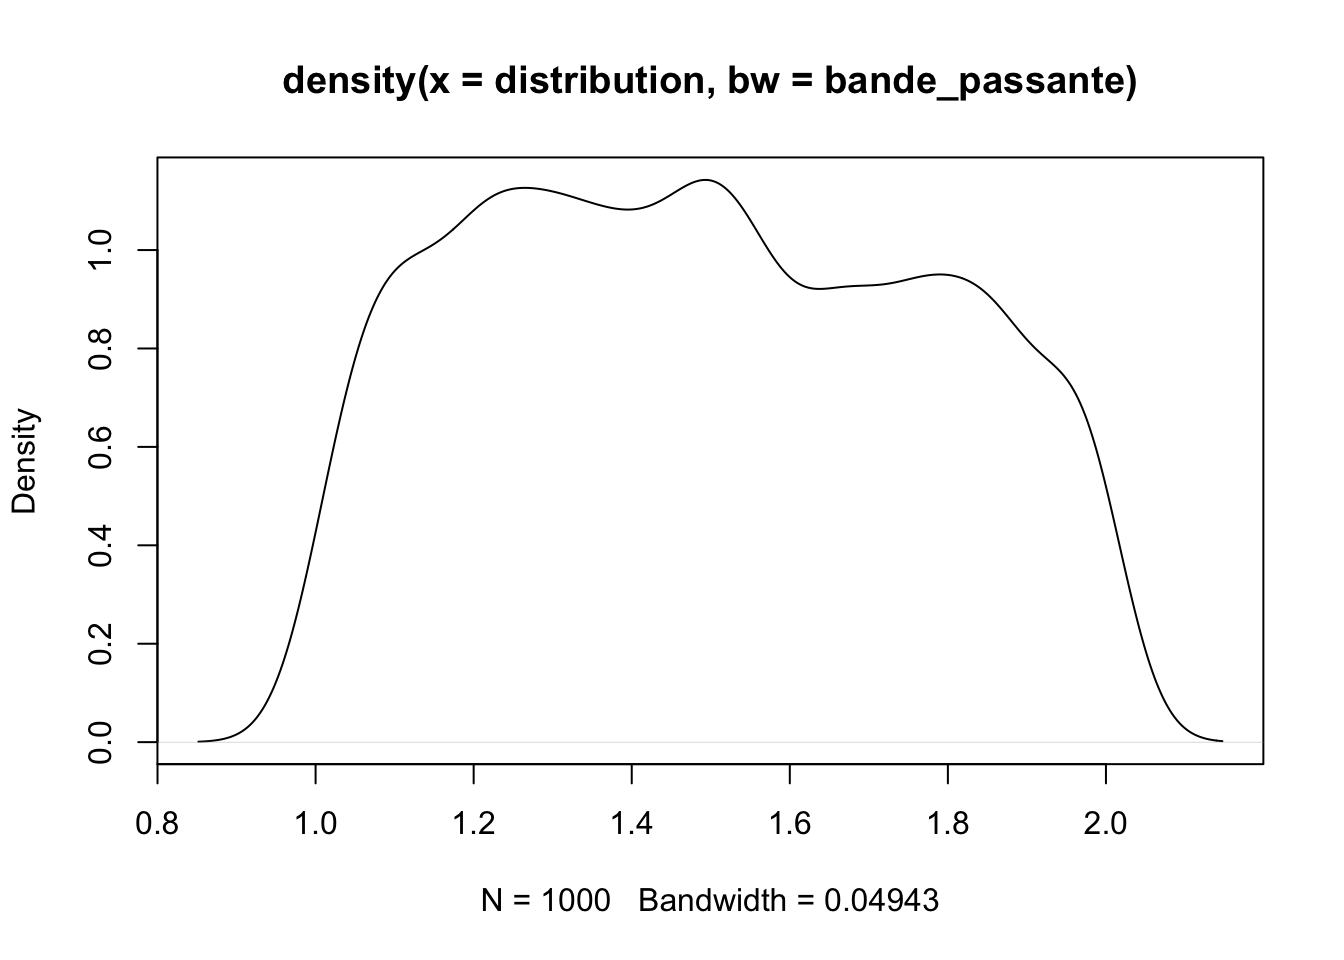 density(x = distribution, bw = bande_passante)
Density
1.0
0.8
0.6
0.4
0.2
0.0
0.8 1.0 1.2 1.4 1.6 1.8 2.0
N = 1000 Bandwidth = 0.04943